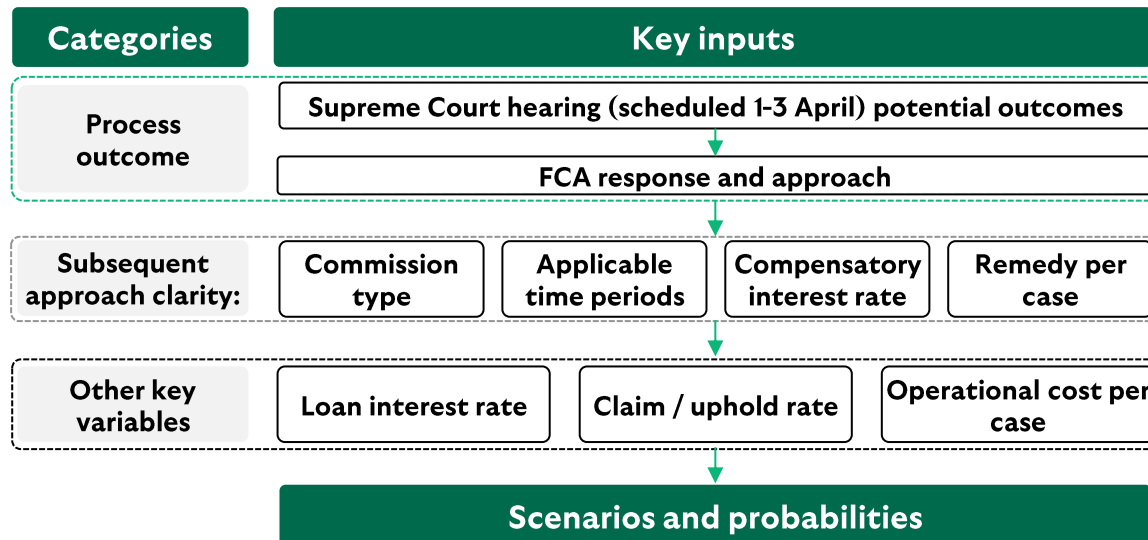 Categories
Key inputs
Process
outcome
Supreme Court hearing (scheduled 1-3 April) potential outcomes
FCA response and approach
Subsequent
approach clarity:
Commission
type
Applicable
time periods
Compensatory
interest rate
Remedy per
case
Other key
variables
Loan interest rate
Claim / uphold rate
Operational cost per
case
Scenarios and probabilities